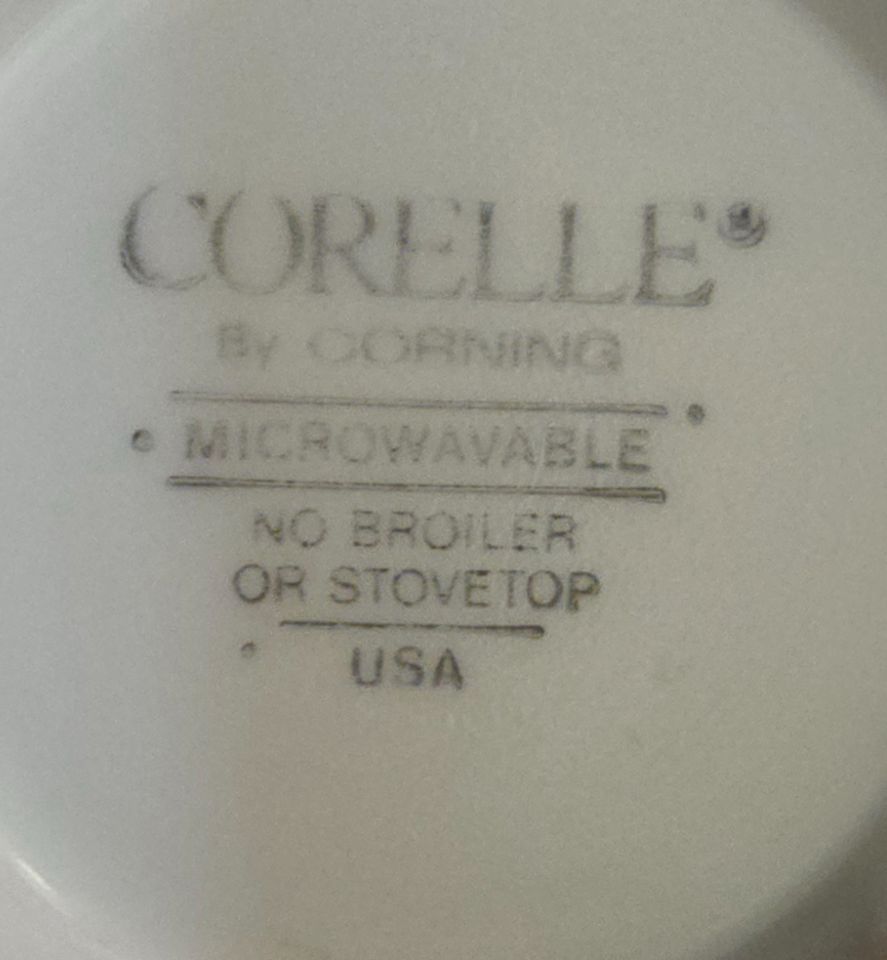 CORELLE®
By CORNING
MICROWAVABLE
NO BROILER
OR STOVETOP
USA